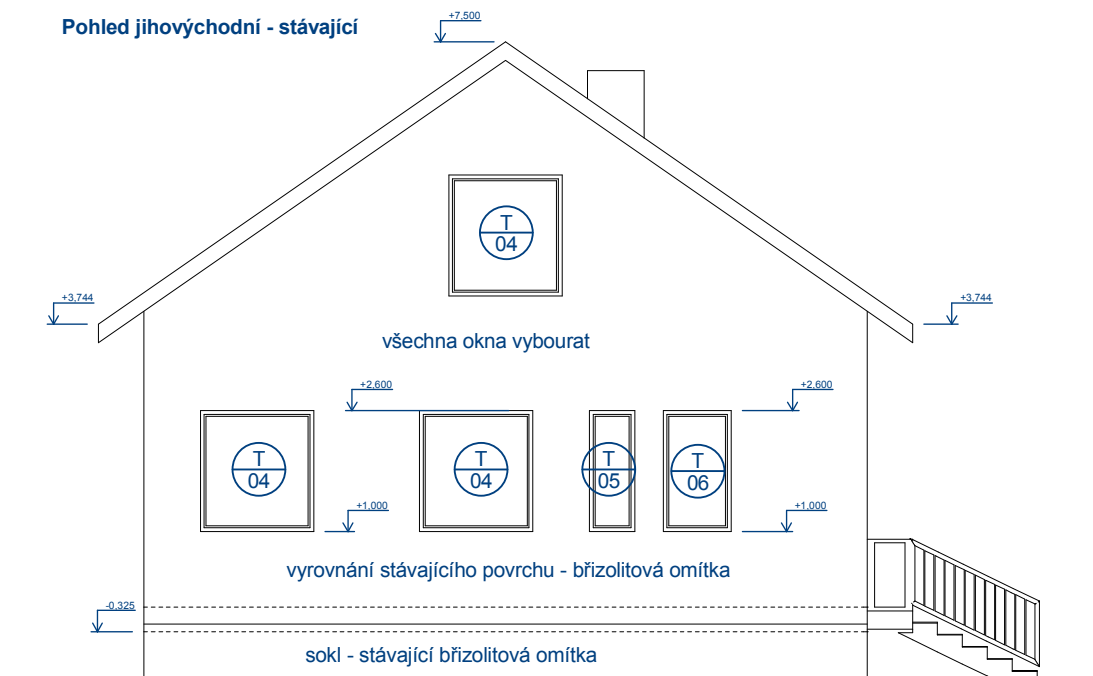 Pohled jihovýchodní - stávající
+7,500
T
04
+3,744
+3,744
všechna okna vybourat
+2,600
+2,600
T
04
T
04
T
05
T
06
+1,000
+1,000
vyrovnání stávajícího povrchu - břizolitová omítka
-0,325
sokl - stávající břizolitová omítka